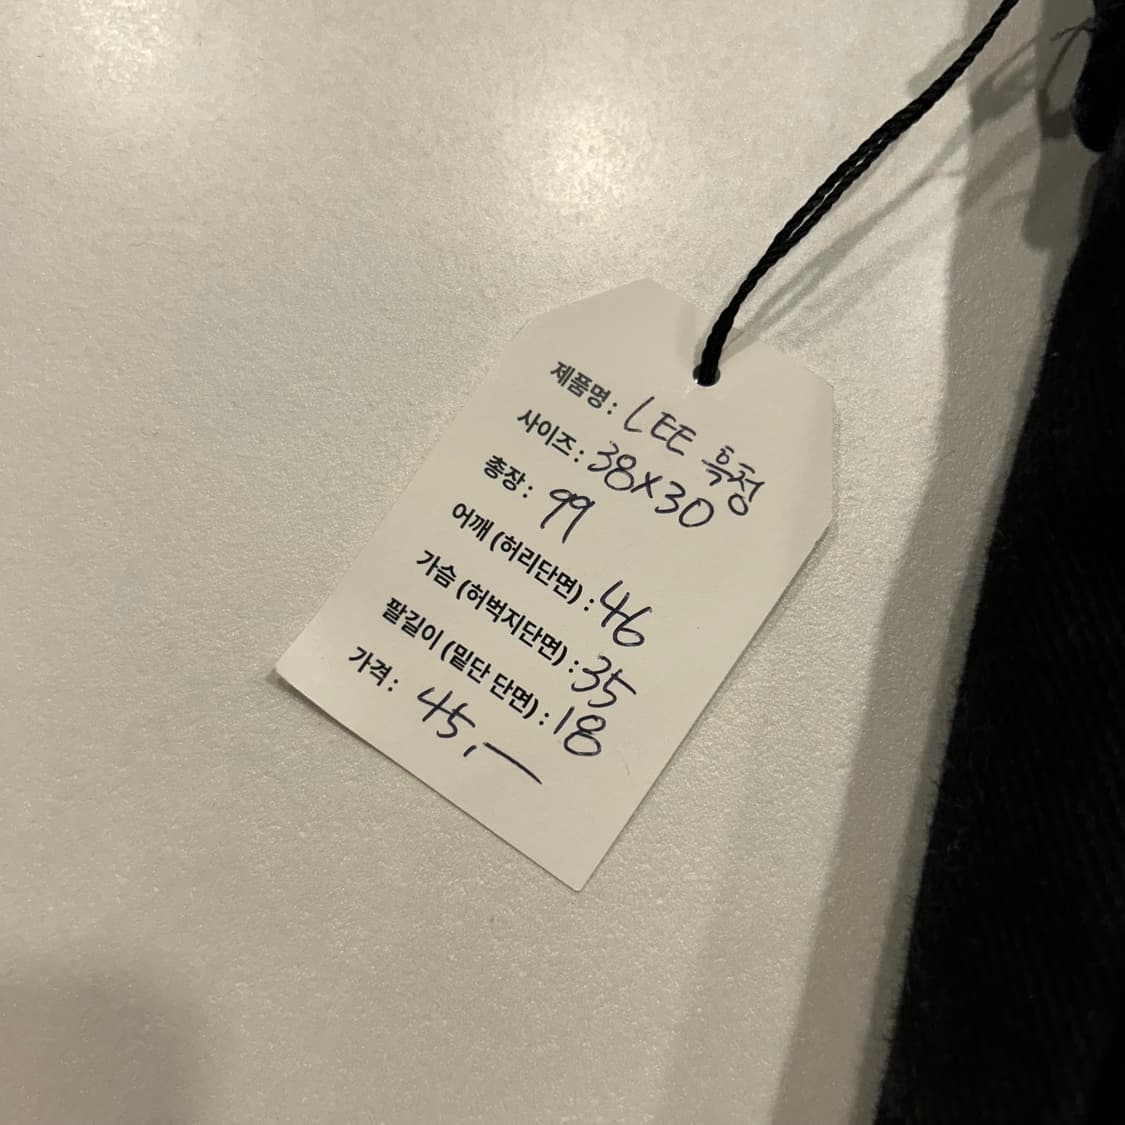 제품명 : LEE 흑청
사이즈 : 38x30
총장 : 99
어깨 (허리단면) : 46
가슴 (허벅지단면) : 35
팔길이 (밑단 단면) : 18
가격 : 45,—